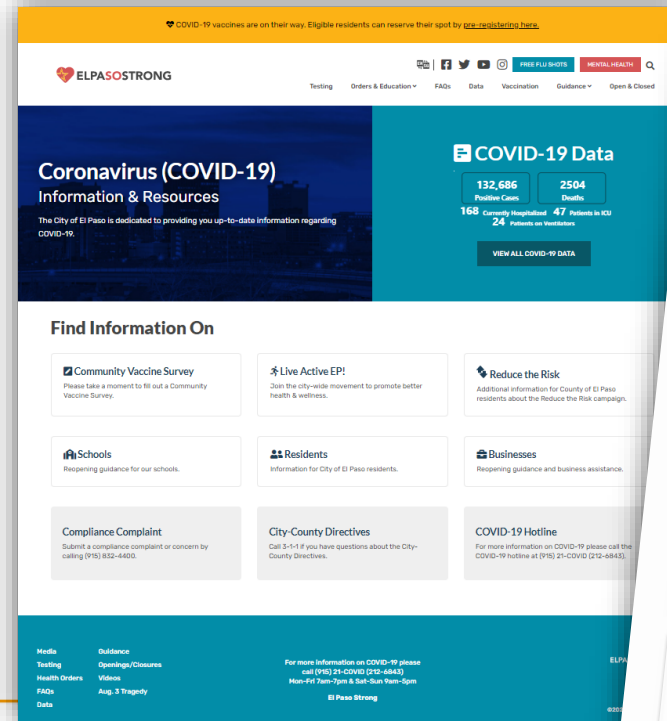 COVID-19 vaccines are on their way. Eligible residents can reserve their spot by pre-registering here.
ELPASOSTRONG
FREE FLU SHOTS
MENTAL HEALTH
Testing
Orders & Education
FAQs
Data
Vaccination
Guidance
Open & Closed
Coronavirus (COVID-19)
Information & Resources
The City of El Paso is dedicated to providing you up-to-date information regarding
COVID-19.
COVID-19 Data
132,686
Positive Cases
2504
Deaths
168 Currently Hospitalized 47 Patients in ICU
24 Patients on Ventilators
VIEW ALL COVID-19 DATA
Find Information On
Community Vaccine Survey
Please take a moment to fill out a Community
Vaccine Survey.
Live Active EP!
Join the city-wide movement to promote better
health & wellness.
Reduce the Risk
Additional information for County of El Paso
residents about the Reduce the Risk campaign.
Schools
Reopening guidance for our schools.
Residents
Information for City of El Paso residents.
Businesses
Reopening guidance and business assistance.
Compliance Complaint
Submit a compliance complaint or concern by
calling (915) 832-4400.
City-County Directives
Call 3-1-1 if you have questions about the City-
County Directives.
COVID-19 Hotline
For more information on COVID-19 please call the
COVID-19 hotline at (915) 21-COVID (212-6843).
Media
Testing
Health Orders
FAQs
Data
Guidance
Openings/Closures
Videos
Aug. 3 Tragedy
For more information on COVID-19 please
call (915) 21-COVID (212-6843)
Mon-Fri 7am-7pm & Sat-Sun 9am-5pm
El Paso Strong